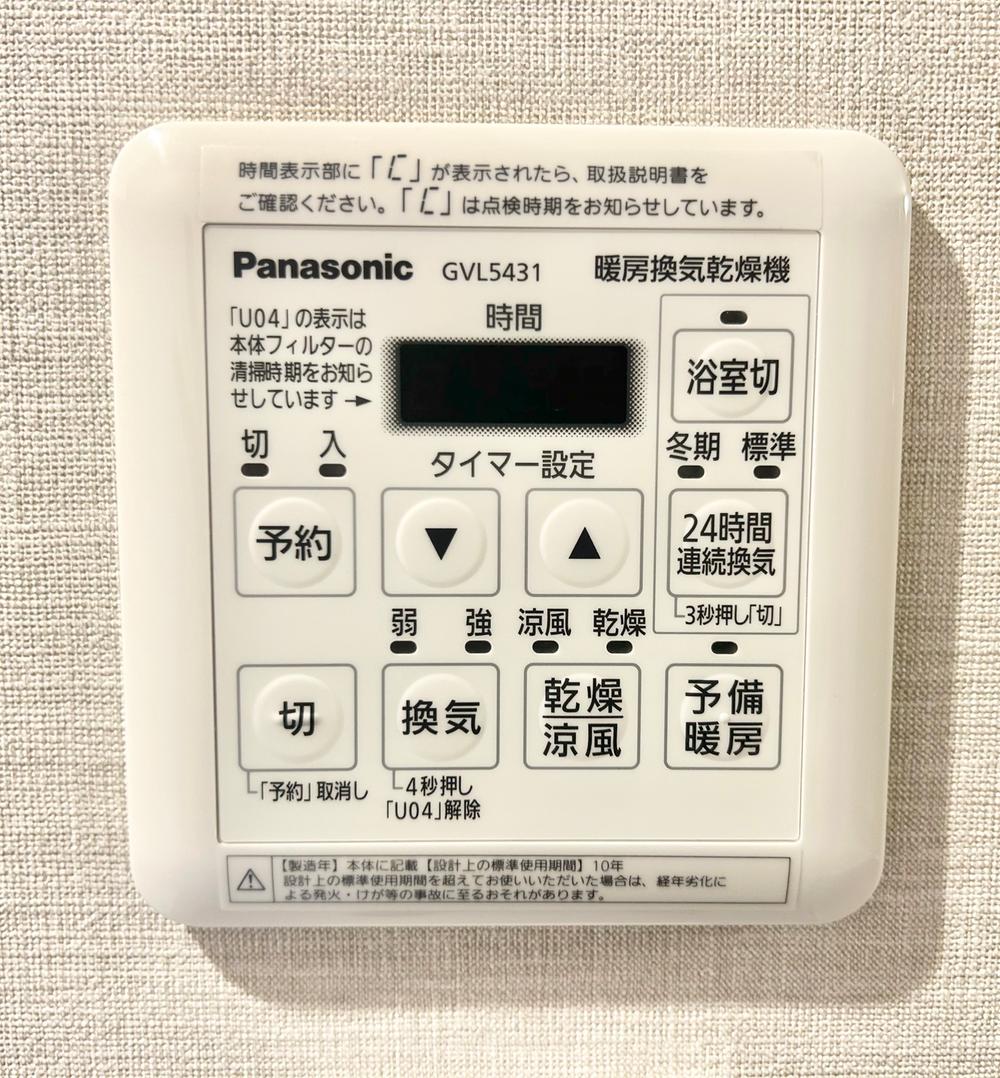 時間表示部に「C」が表示されたら、取扱説明書を
ご確認ください。「C」は点検時期をお知らせしています。
Panasonic GVL5431 暖房換気乾燥機
「U04」の表示は
本体フィルターの
清掃時期をお知ら
せしています→
時間
浴室切
切 入
タイマー設定
冬期 標準
予約
▼
▲
24時間
連続換気
3秒押し「切」
弱 強 涼風 乾燥
切
換気
乾燥
涼風
予備
暖房
「予約」取消し
4秒押し
「U04」解除
【製造年】本体に記載【設計上の標準使用期間】10年
設計上の標準使用期間を超えてお使いいただいた場合は、経年劣化に
よる発火・けが等の事故に至るおそれがあります。